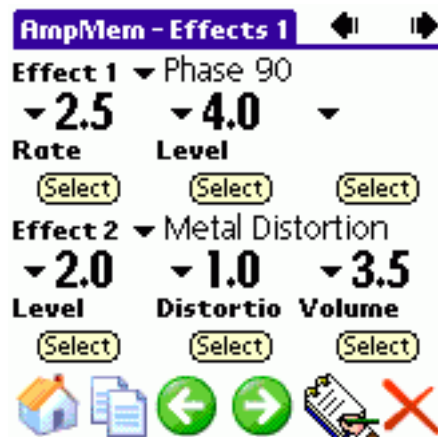 AmpMem - Effects 1
Effect 1 Phase 90
2.5 4.0
Rate Level
Select Select Select
Effect 2 Metal Distortion
2.0 1.0 3.5
Level Distortio Volume
Select Select Select